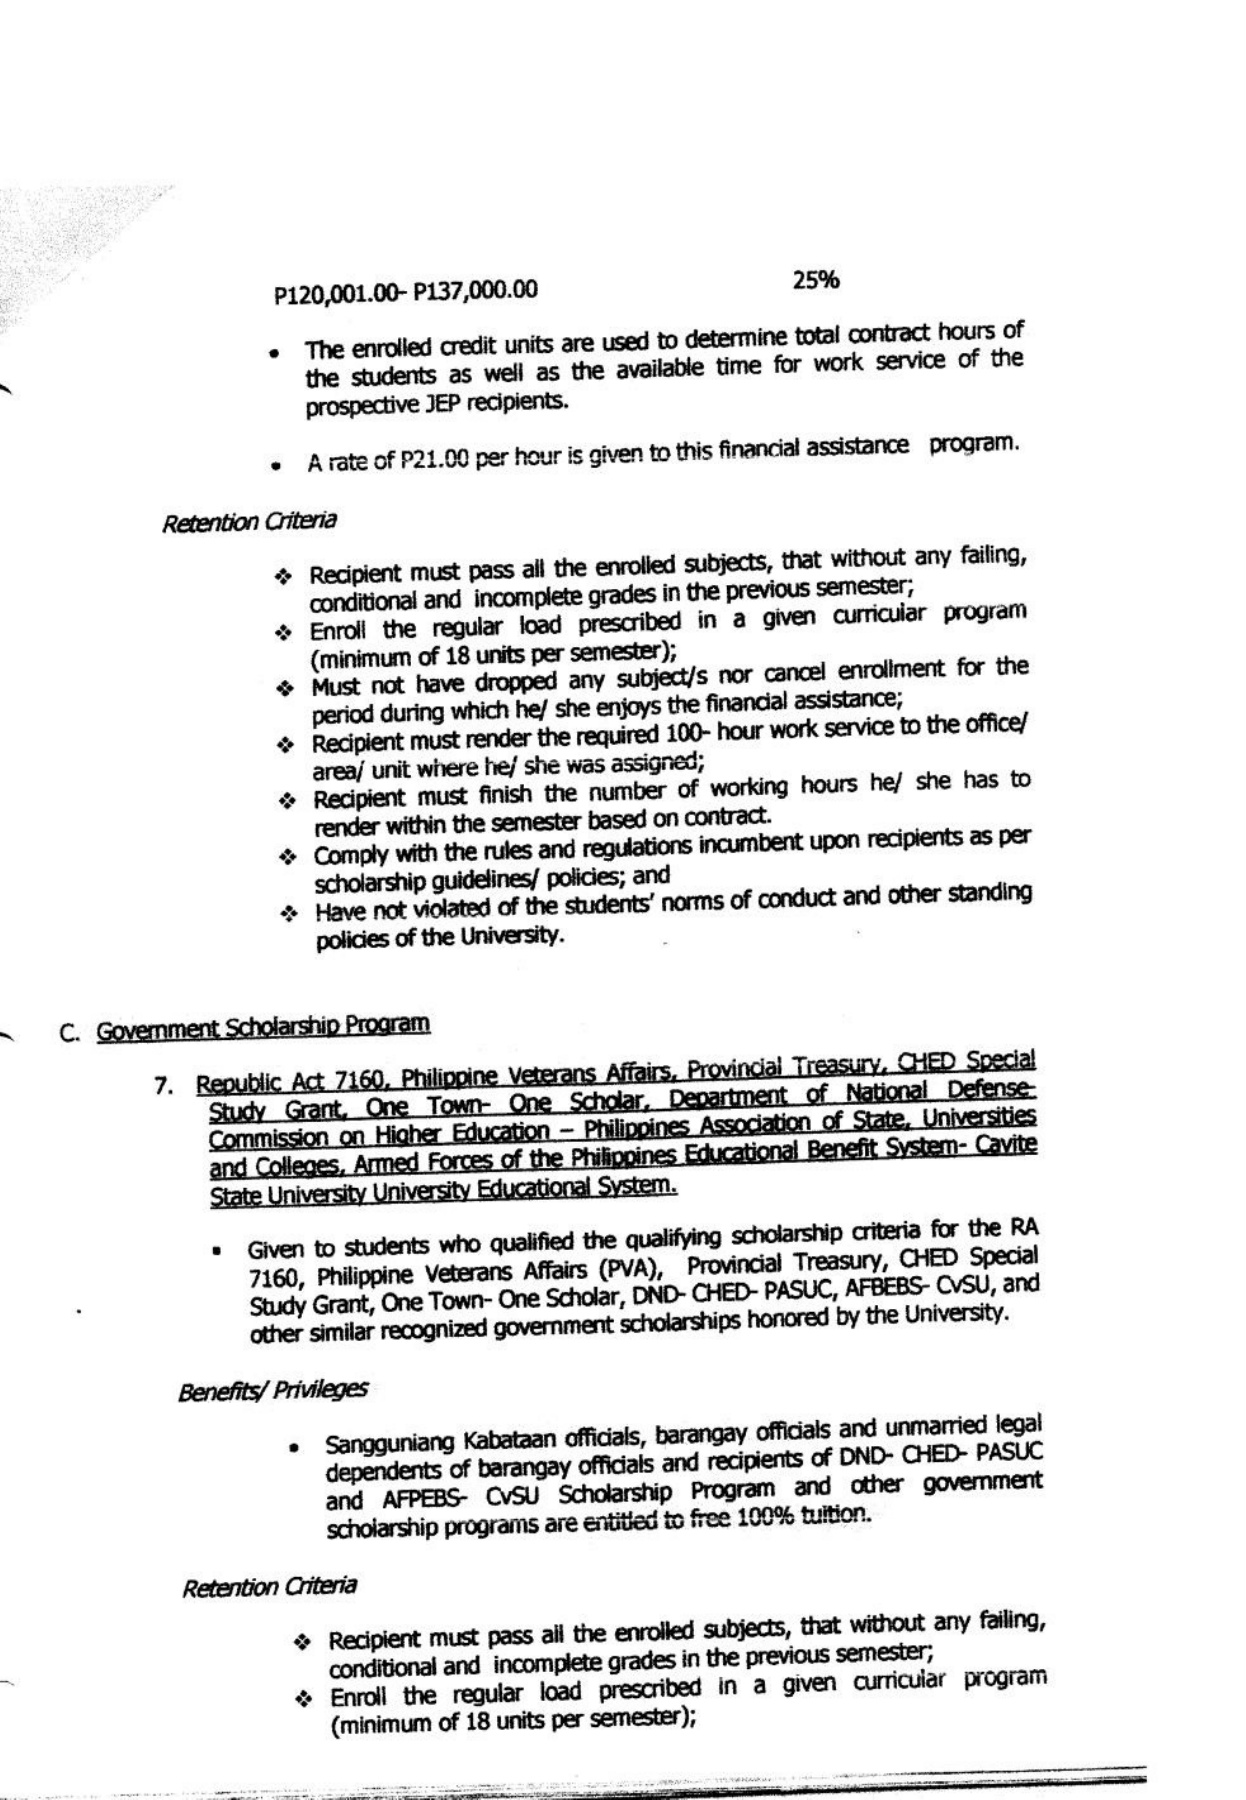 P120,001.00- P137,000.00 25%
• The enrolled credit units are used to determine total contract hours of
the students as well as the available time for work service of the
prospective JEP recipients.
• A rate of P21.00 per hour is given to this financial assistance program.
Retention Criteria
❖ Recipient must pass all the enrolled subjects, that without any failing,
conditional and incomplete grades in the previous semester;
❖ Enroll the regular load prescribed in a given curricular program
(minimum of 18 units per semester);
❖ Must not have dropped any subject/s nor cancel enrollment for the
period during which he/ she enjoys the financial assistance;
❖ Recipient must render the required 100- hour work service to the office/
area/ unit where he/ she was assigned;
❖ Recipient must finish the number of working hours he/ she has to
render within the semester based on contract.
❖ Comply with the rules and regulations incumbent upon recipients as per
scholarship guidelines/ policies; and
❖ Have not violated of the students' norms of conduct and other standing
policies of the University.
C. Government Scholarship Program
7. Republic Act 7160, Philippine Veterans Affairs, Provincial Treasury, CHED Special
Study Grant, One Town- One Scholar, Department of National Defense-
Commission on Higher Education – Philippines Association of State, Universities
and Colleges, Armed Forces of the Philippines Educational Benefit System- Cavite
State University University Educational System.
▪ Given to students who qualified the qualifying scholarship criteria for the RA
7160, Philippine Veterans Affairs (PVA), Provincial Treasury, CHED Special
Study Grant, One Town- One Scholar, DND- CHED- PASUC, AFBEBS- CvSU, and
other similar recognized government scholarships honored by the University.
Benefits/ Privileges
• Sangguniang Kabataan officials, barangay officials and unmarried legal
dependents of barangay officials and recipients of DND- CHED- PASUC
and AFPEBS- CvSU Scholarship Program and other government
scholarship programs are entitled to free 100% tuition.
Retention Criteria
❖ Recipient must pass all the enrolled subjects, that without any failing,
conditional and incomplete grades in the previous semester;
❖ Enroll the regular load prescribed in a given curricular program
(minimum of 18 units per semester);